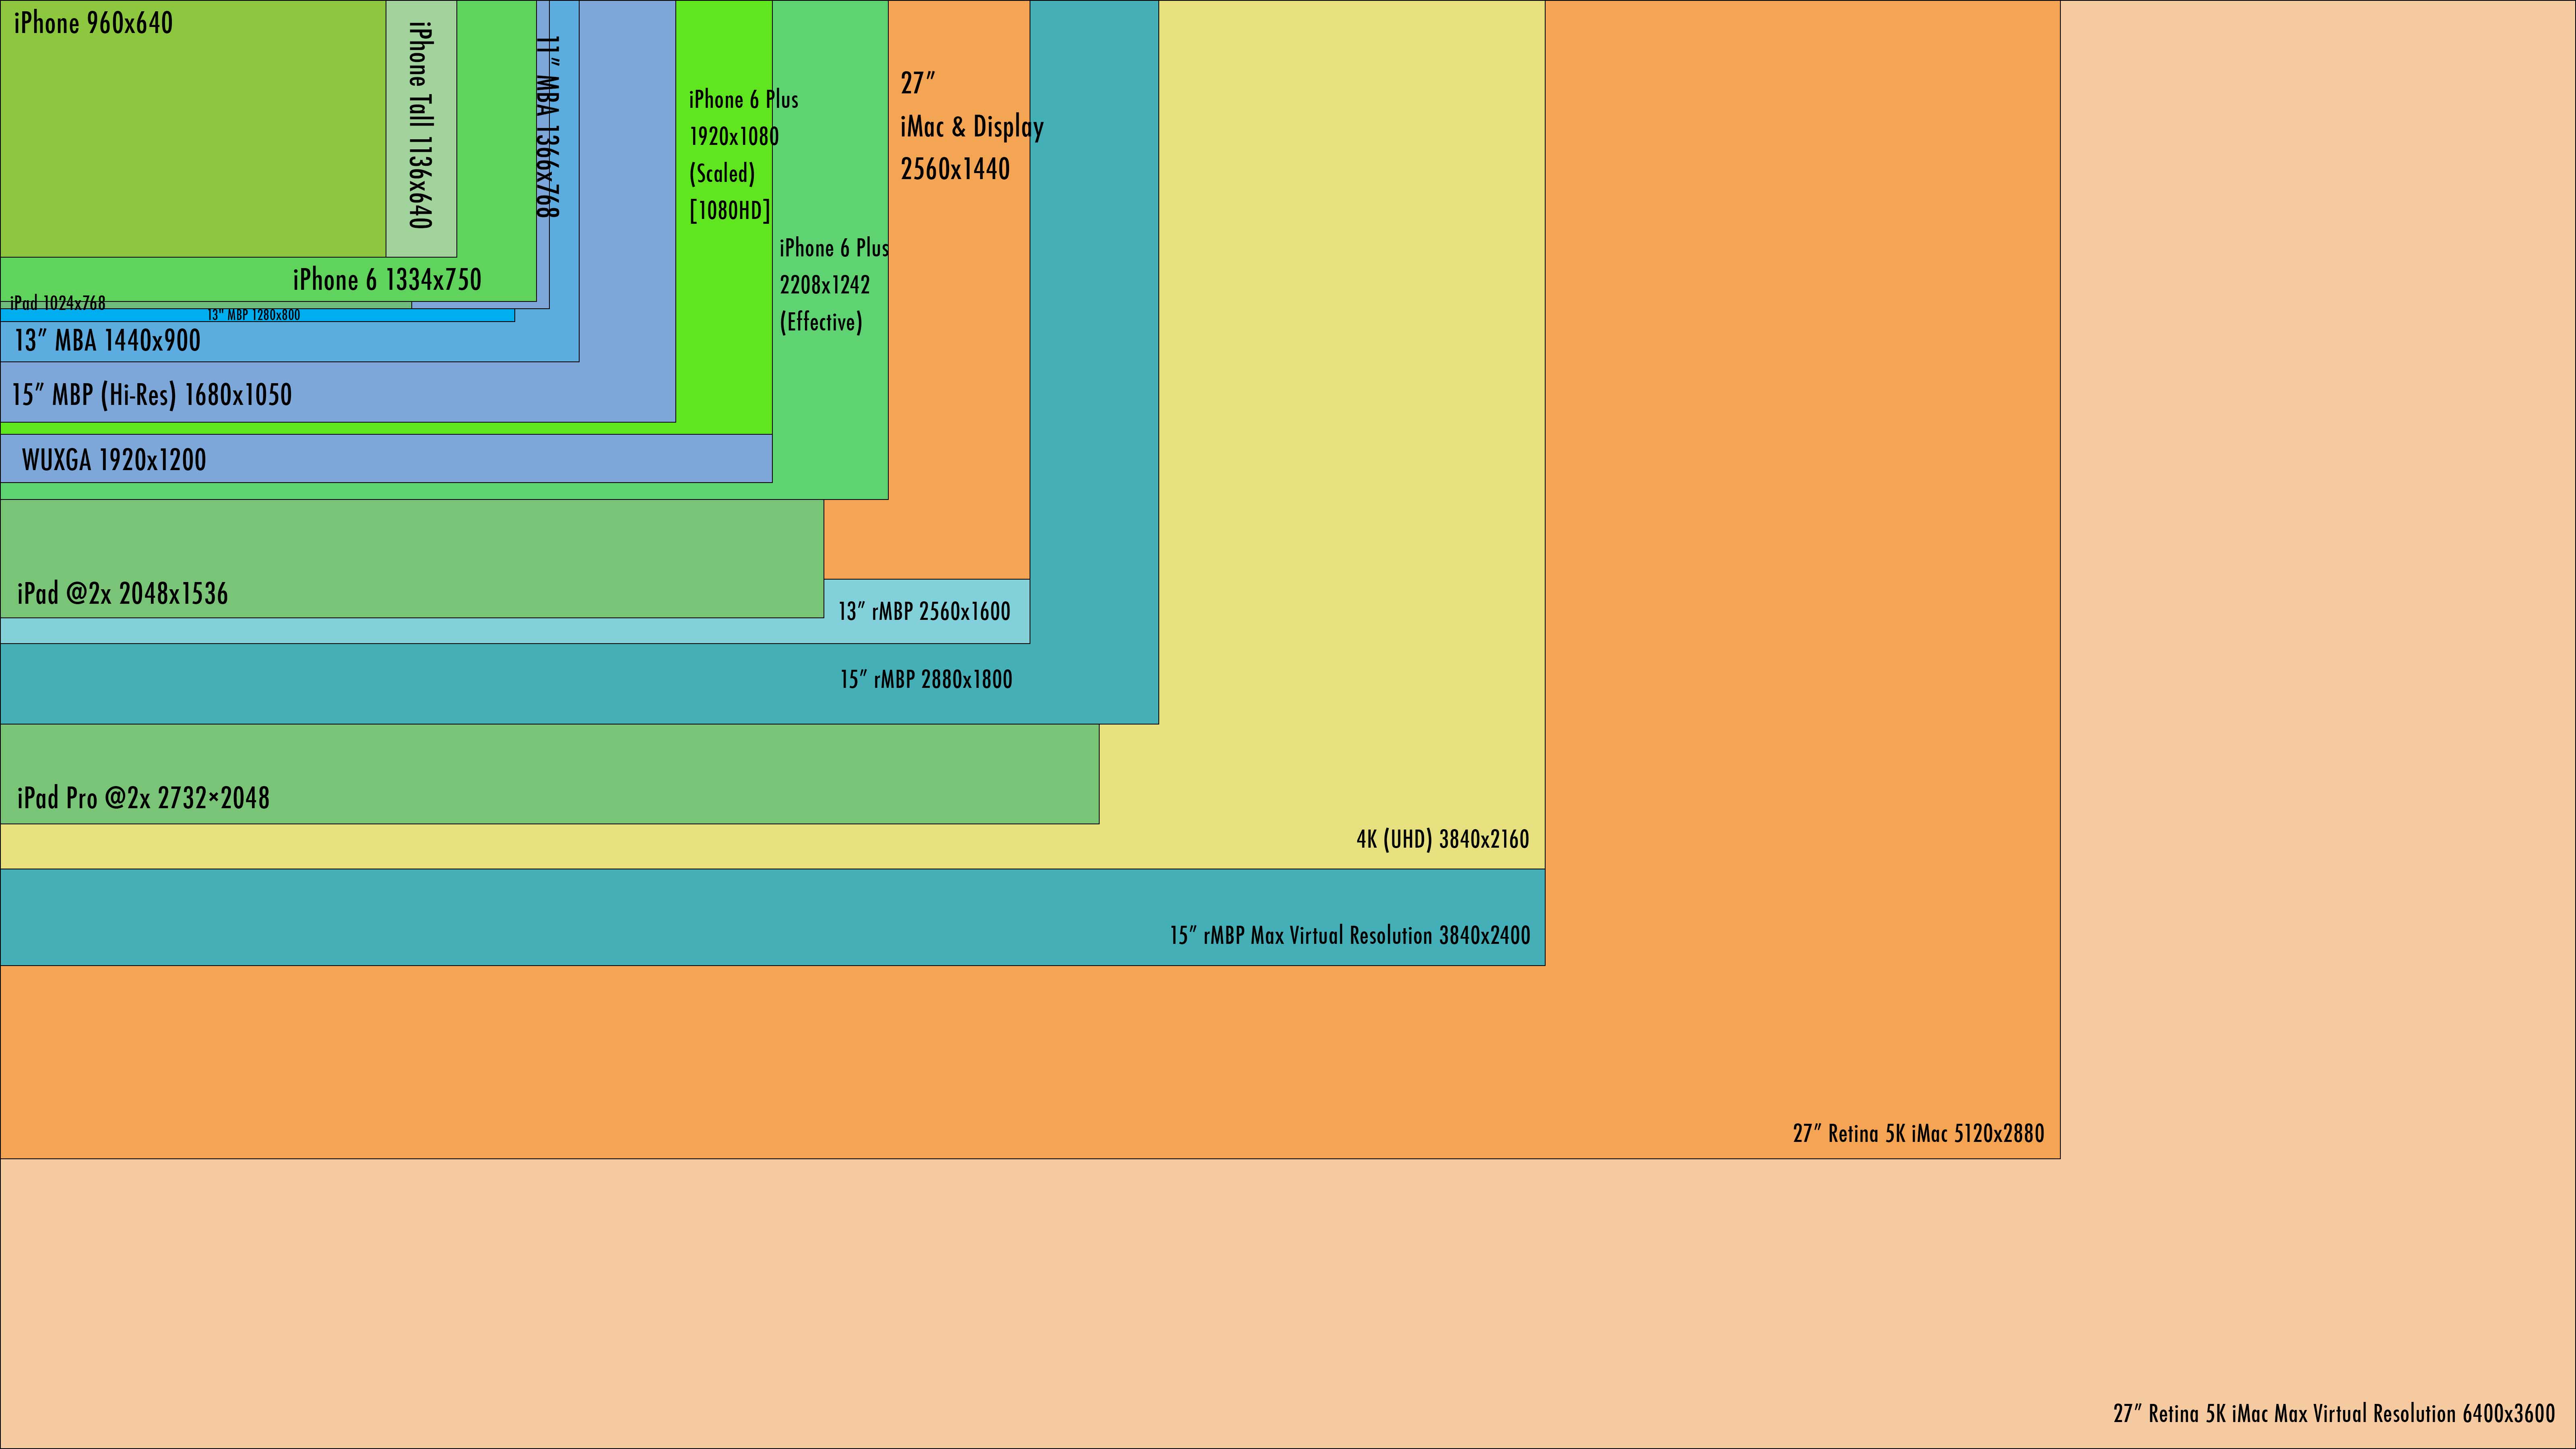 iPhone 960x640
iPhone Tall 1136x640
11″ MBA 1366x768
iPhone 6 Plus
1920x1080
(Scaled)
[1080HD]
27″
iMac & Display
2560x1440
iPhone 6 Plus
2208x1242
(Effective)
iPhone 6 1334x750
iPad 1024x768
13" MBP 1280x800
13″ MBA 1440x900
15″ MBP (Hi-Res) 1680x1050
WUXGA 1920x1200
iPad @2x 2048x1536
13″ rMBP 2560x1600
15″ rMBP 2880x1800
iPad Pro @2x 2732×2048
4K (UHD) 3840x2160
15″ rMBP Max Virtual Resolution 3840x2400
27″ Retina 5K iMac 5120x2880
27″ Retina 5K iMac Max Virtual Resolution 6400x3600